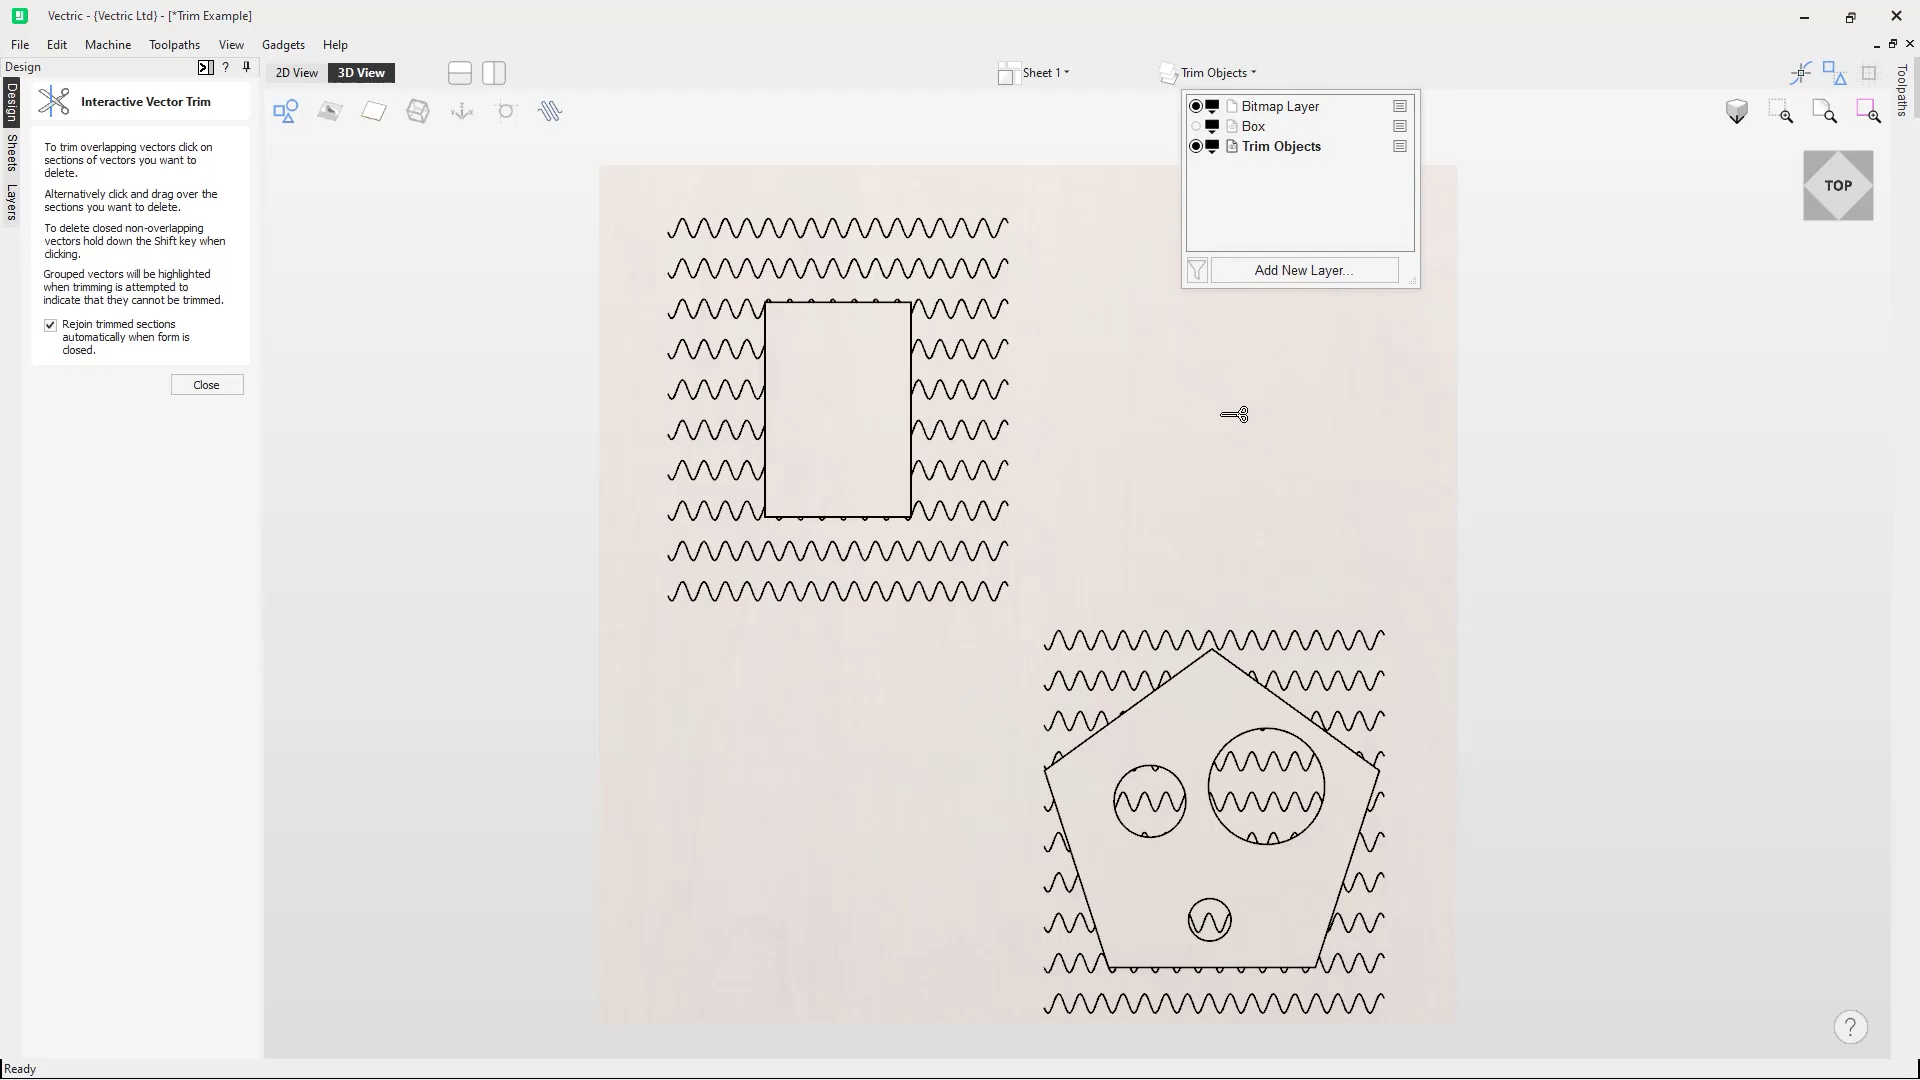 Vectric - {Vectric Ltd} - [*Trim Example]
File Edit Machine Toolpaths View Gadgets Help
Design ?
2D View 3D View
Sheet 1
Trim Objects
Design
Sheets
Layers
Interactive Vector Trim
To trim overlapping vectors click on
sections of vectors you want to
delete.
Alternatively click and drag over the
sections you want to delete.
To delete closed non-overlapping
vectors hold down the Shift key when
clicking.
Grouped vectors will be highlighted
when trimming is attempted to
indicate that they cannot be trimmed.
Rejoin trimmed sections
automatically when form is
closed.
Close
Bitmap Layer
Box
Trim Objects
Add New Layer...
Toolpaths
TOP
?
Ready